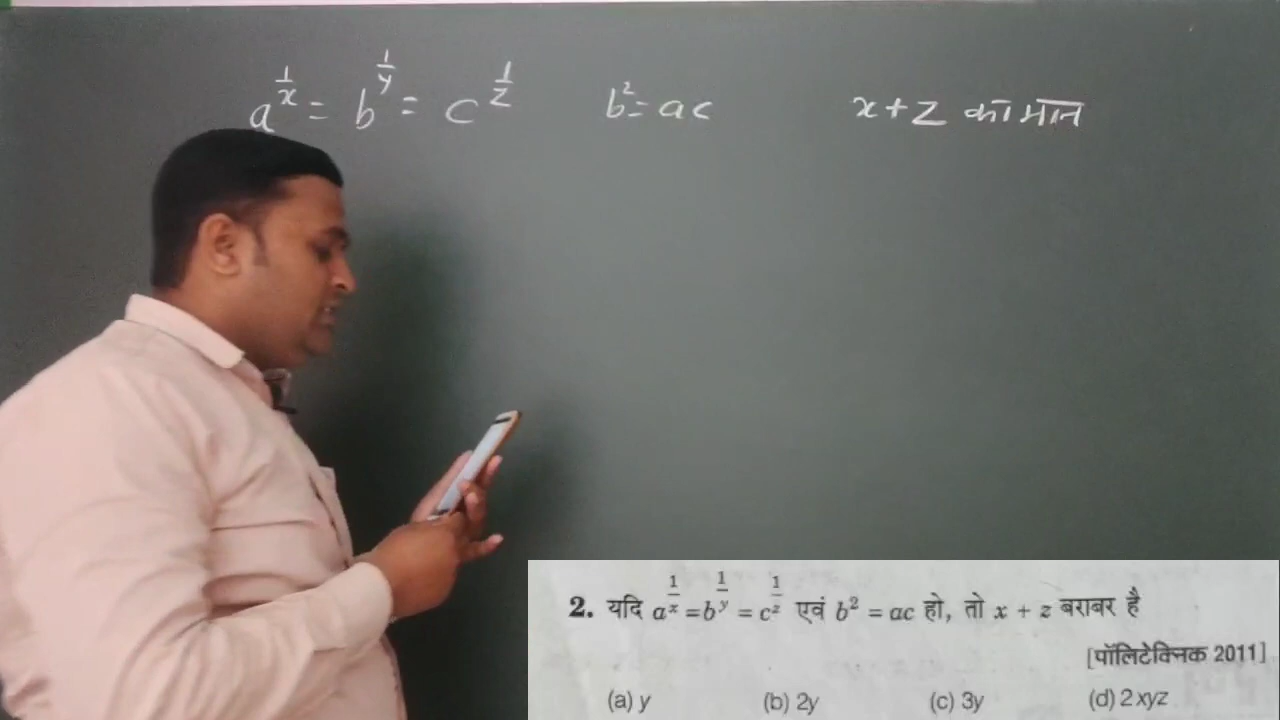 a^{1/x} = b^{1/y} = c^{1/z} b² = ac x+z का मान
2. यदि a^{1/x} = b^{1/y} = c^{1/z} एवं b² = ac हो, तो x + z बराबर है
[पॉलिटेक्निक 2011]
(a) y (b) 2y (c) 3y (d) 2xyz